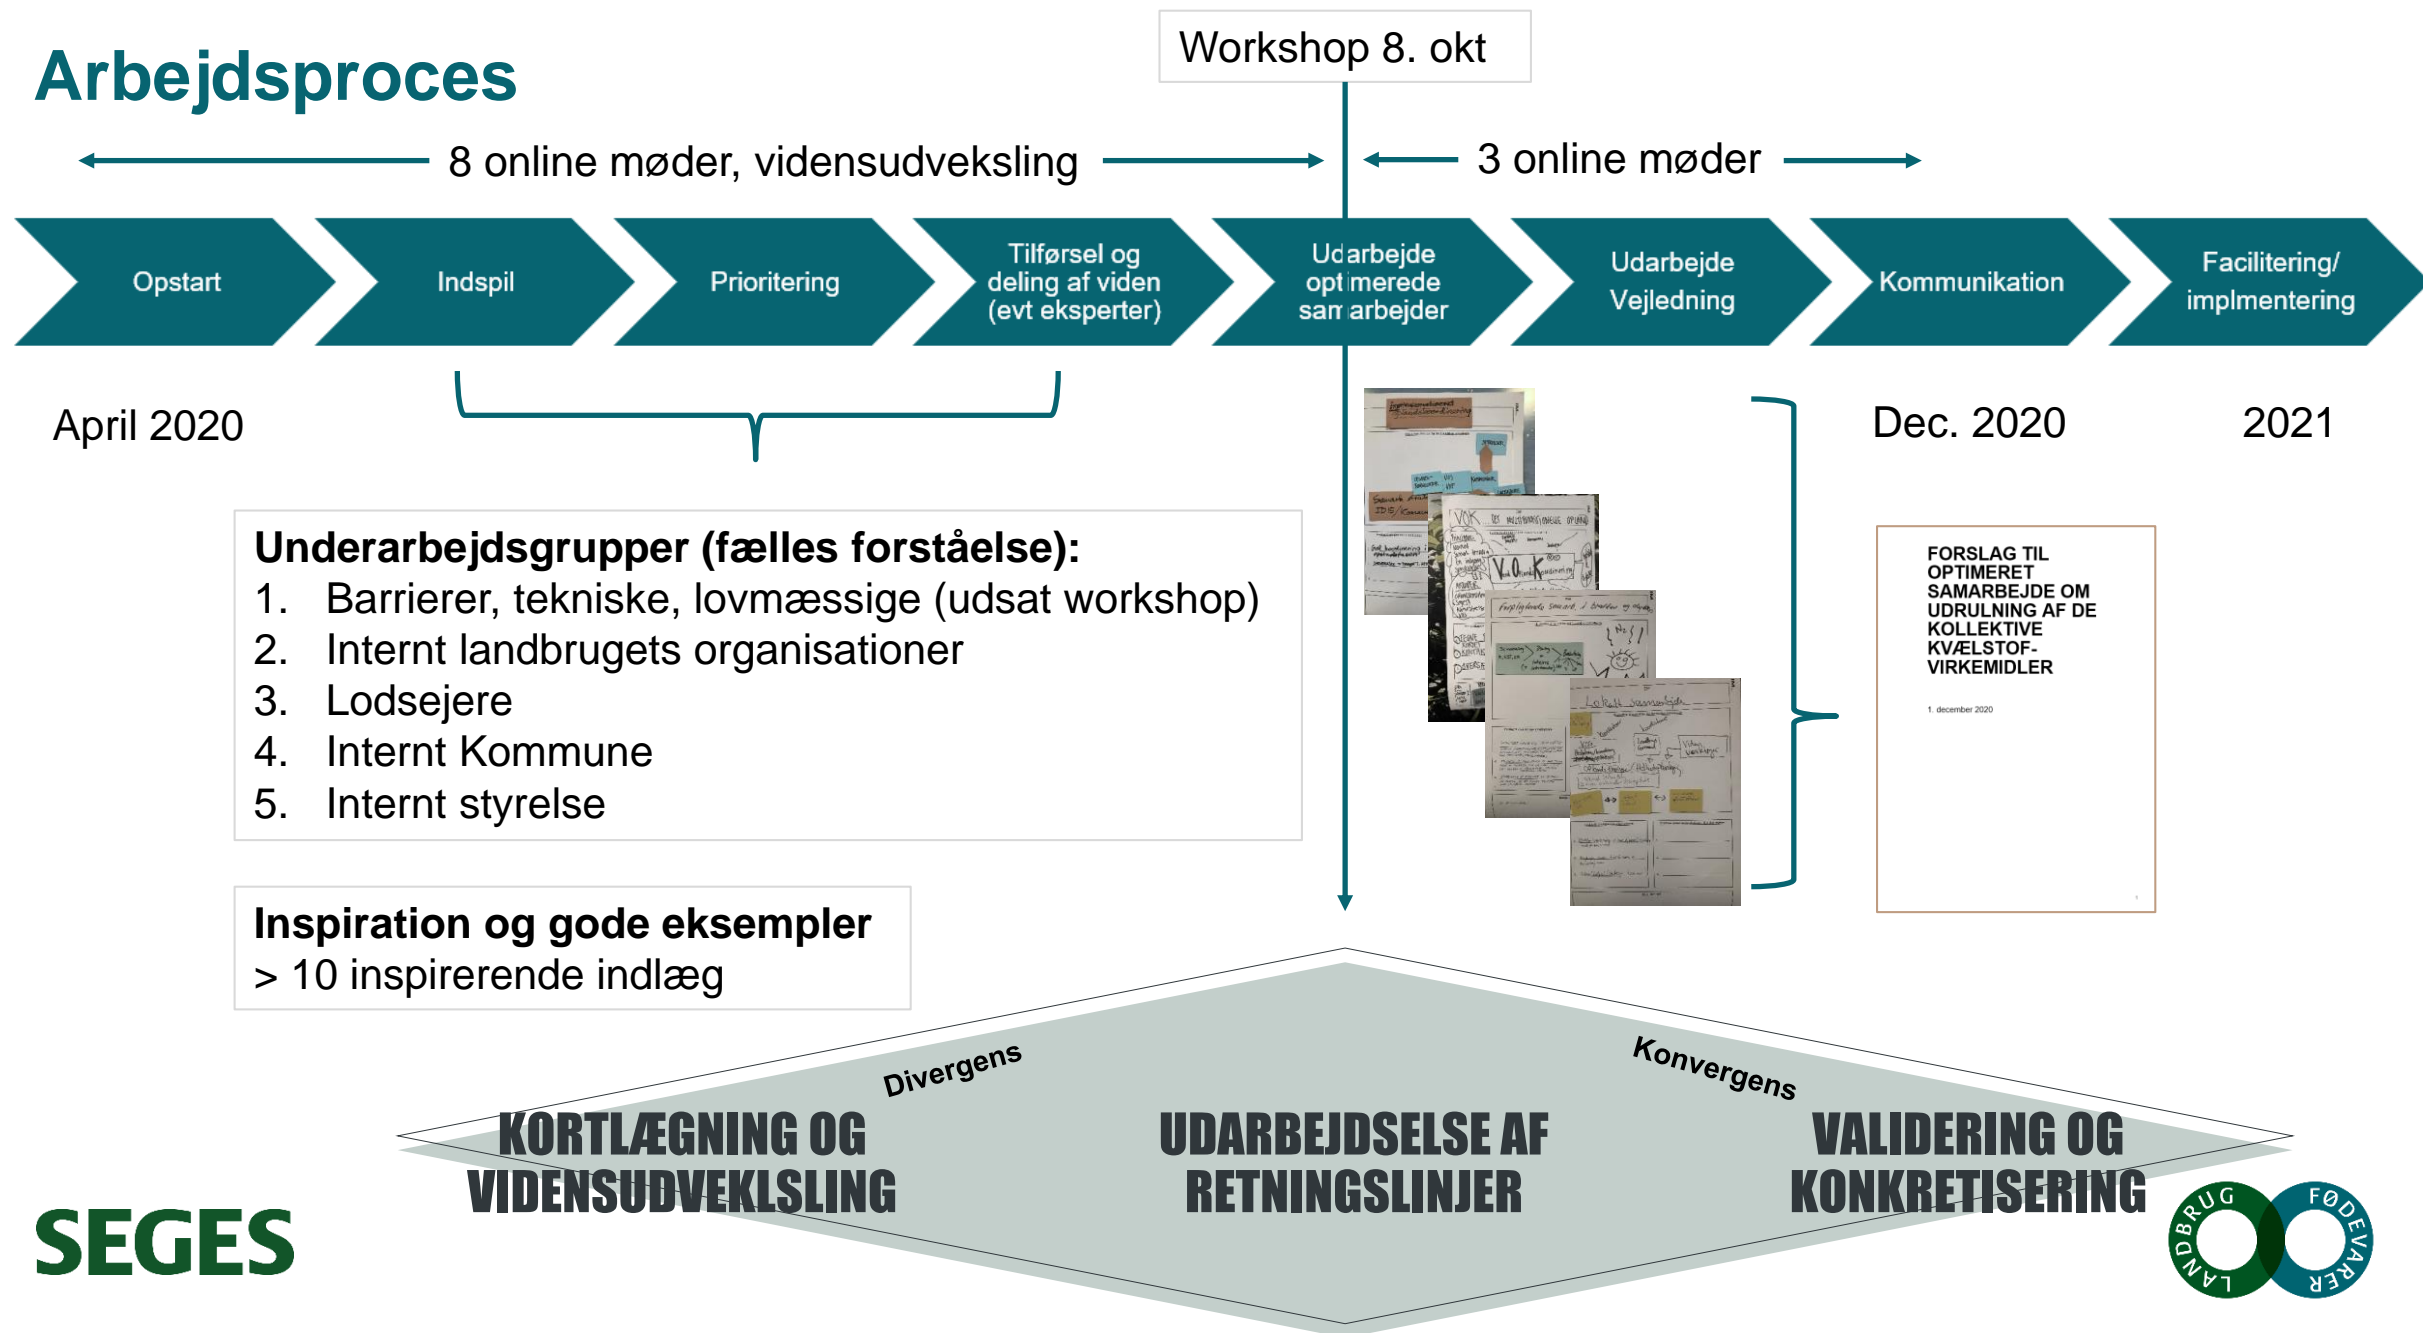 Workshop 8. okt
Arbejdsproces
8 online møder, vidensudveksling
3 online møder
Opstart
Indspil
Prioritering
Tilførsel og
deling af viden
(evt eksperter)
Udarbejde
optimerede
samarbejder
Udarbejde
Vejledning
Kommunikation
Facilitering/
implmentering
April 2020
Dec. 2020
2021
Underarbejdsgrupper (fælles forståelse):
1. Barrierer, tekniske, lovmæssige (udsat workshop)
2. Internt landbrugets organisationer
3. Lodsejere
4. Internt Kommune
5. Internt styrelse
Inspiration og gode eksempler
> 10 inspirerende indlæg
VOK
Lokalt samarbejde
FORSLAG TIL
OPTIMERET
SAMARBEJDE OM
UDRULNING AF DE
KOLLEKTIVE
KVÆLSTOF-
VIRKEMIDLER
1. december 2020
Divergens
Konvergens
KORTLÆGNING OG
VIDENSUDVEKLSLING
UDARBEJDSELSE AF
RETNINGSLINJER
VALIDERING OG
KONKRETISERING
SEGES
LANDBRUG
FØDEVARER